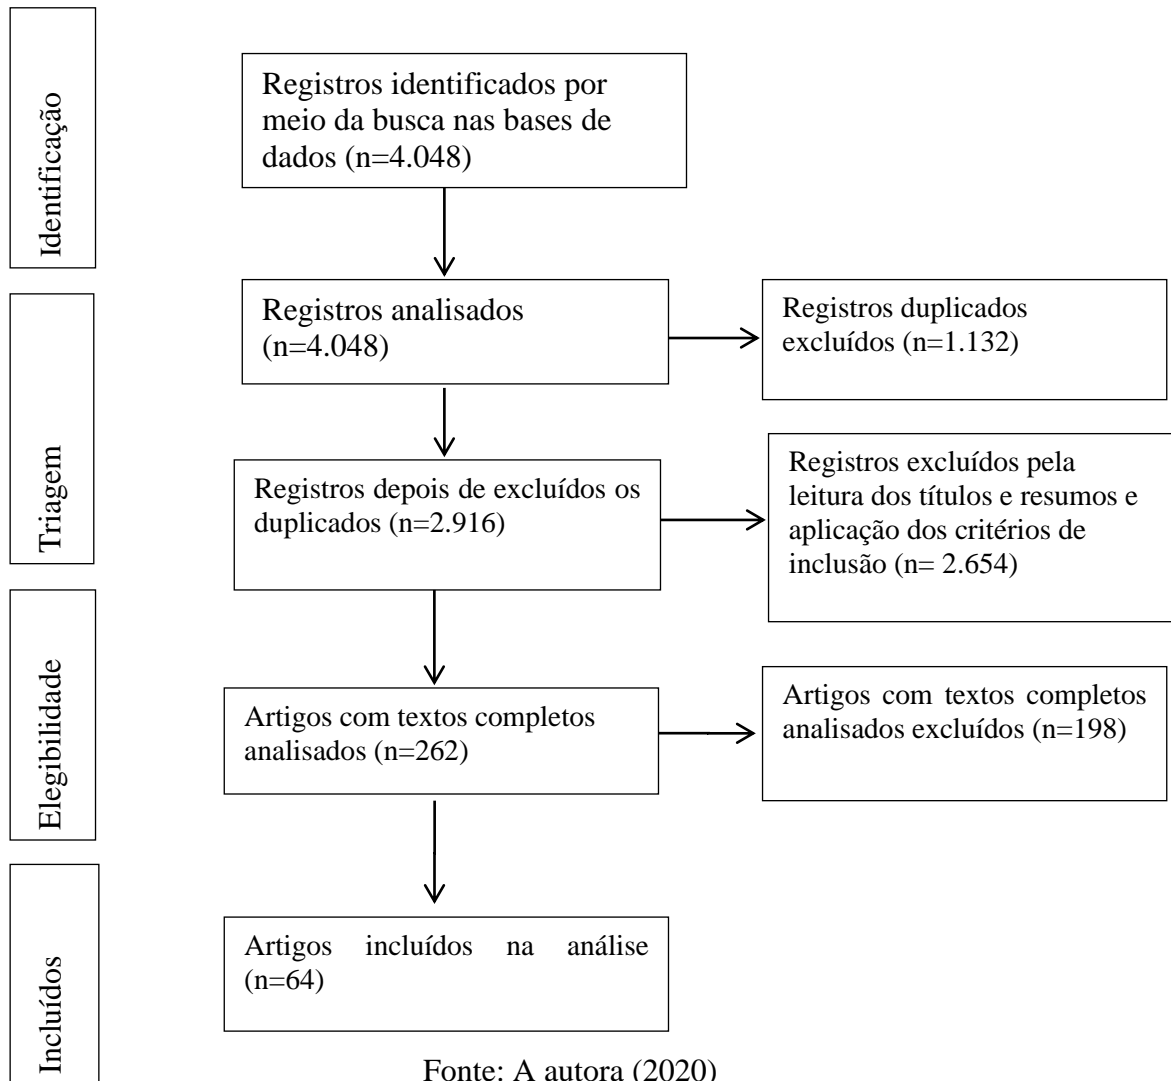 Identificação
Registros identificados por
meio da busca nas bases de
dados (n=4.048)
Triagem
Registros analisados
(n=4.048)
Registros duplicados
excluídos (n=1.132)
Registros depois de excluídos os
duplicados (n=2.916)
Registros excluídos pela
leitura dos títulos e resumos e
aplicação dos critérios de
inclusão (n= 2.654)
Elegibilidade
Artigos com textos completos
analisados (n=262)
Artigos com textos completos
analisados excluídos (n=198)
Incluídos
Artigos incluídos na análise
(n=64)
Fonte: A autora (2020)